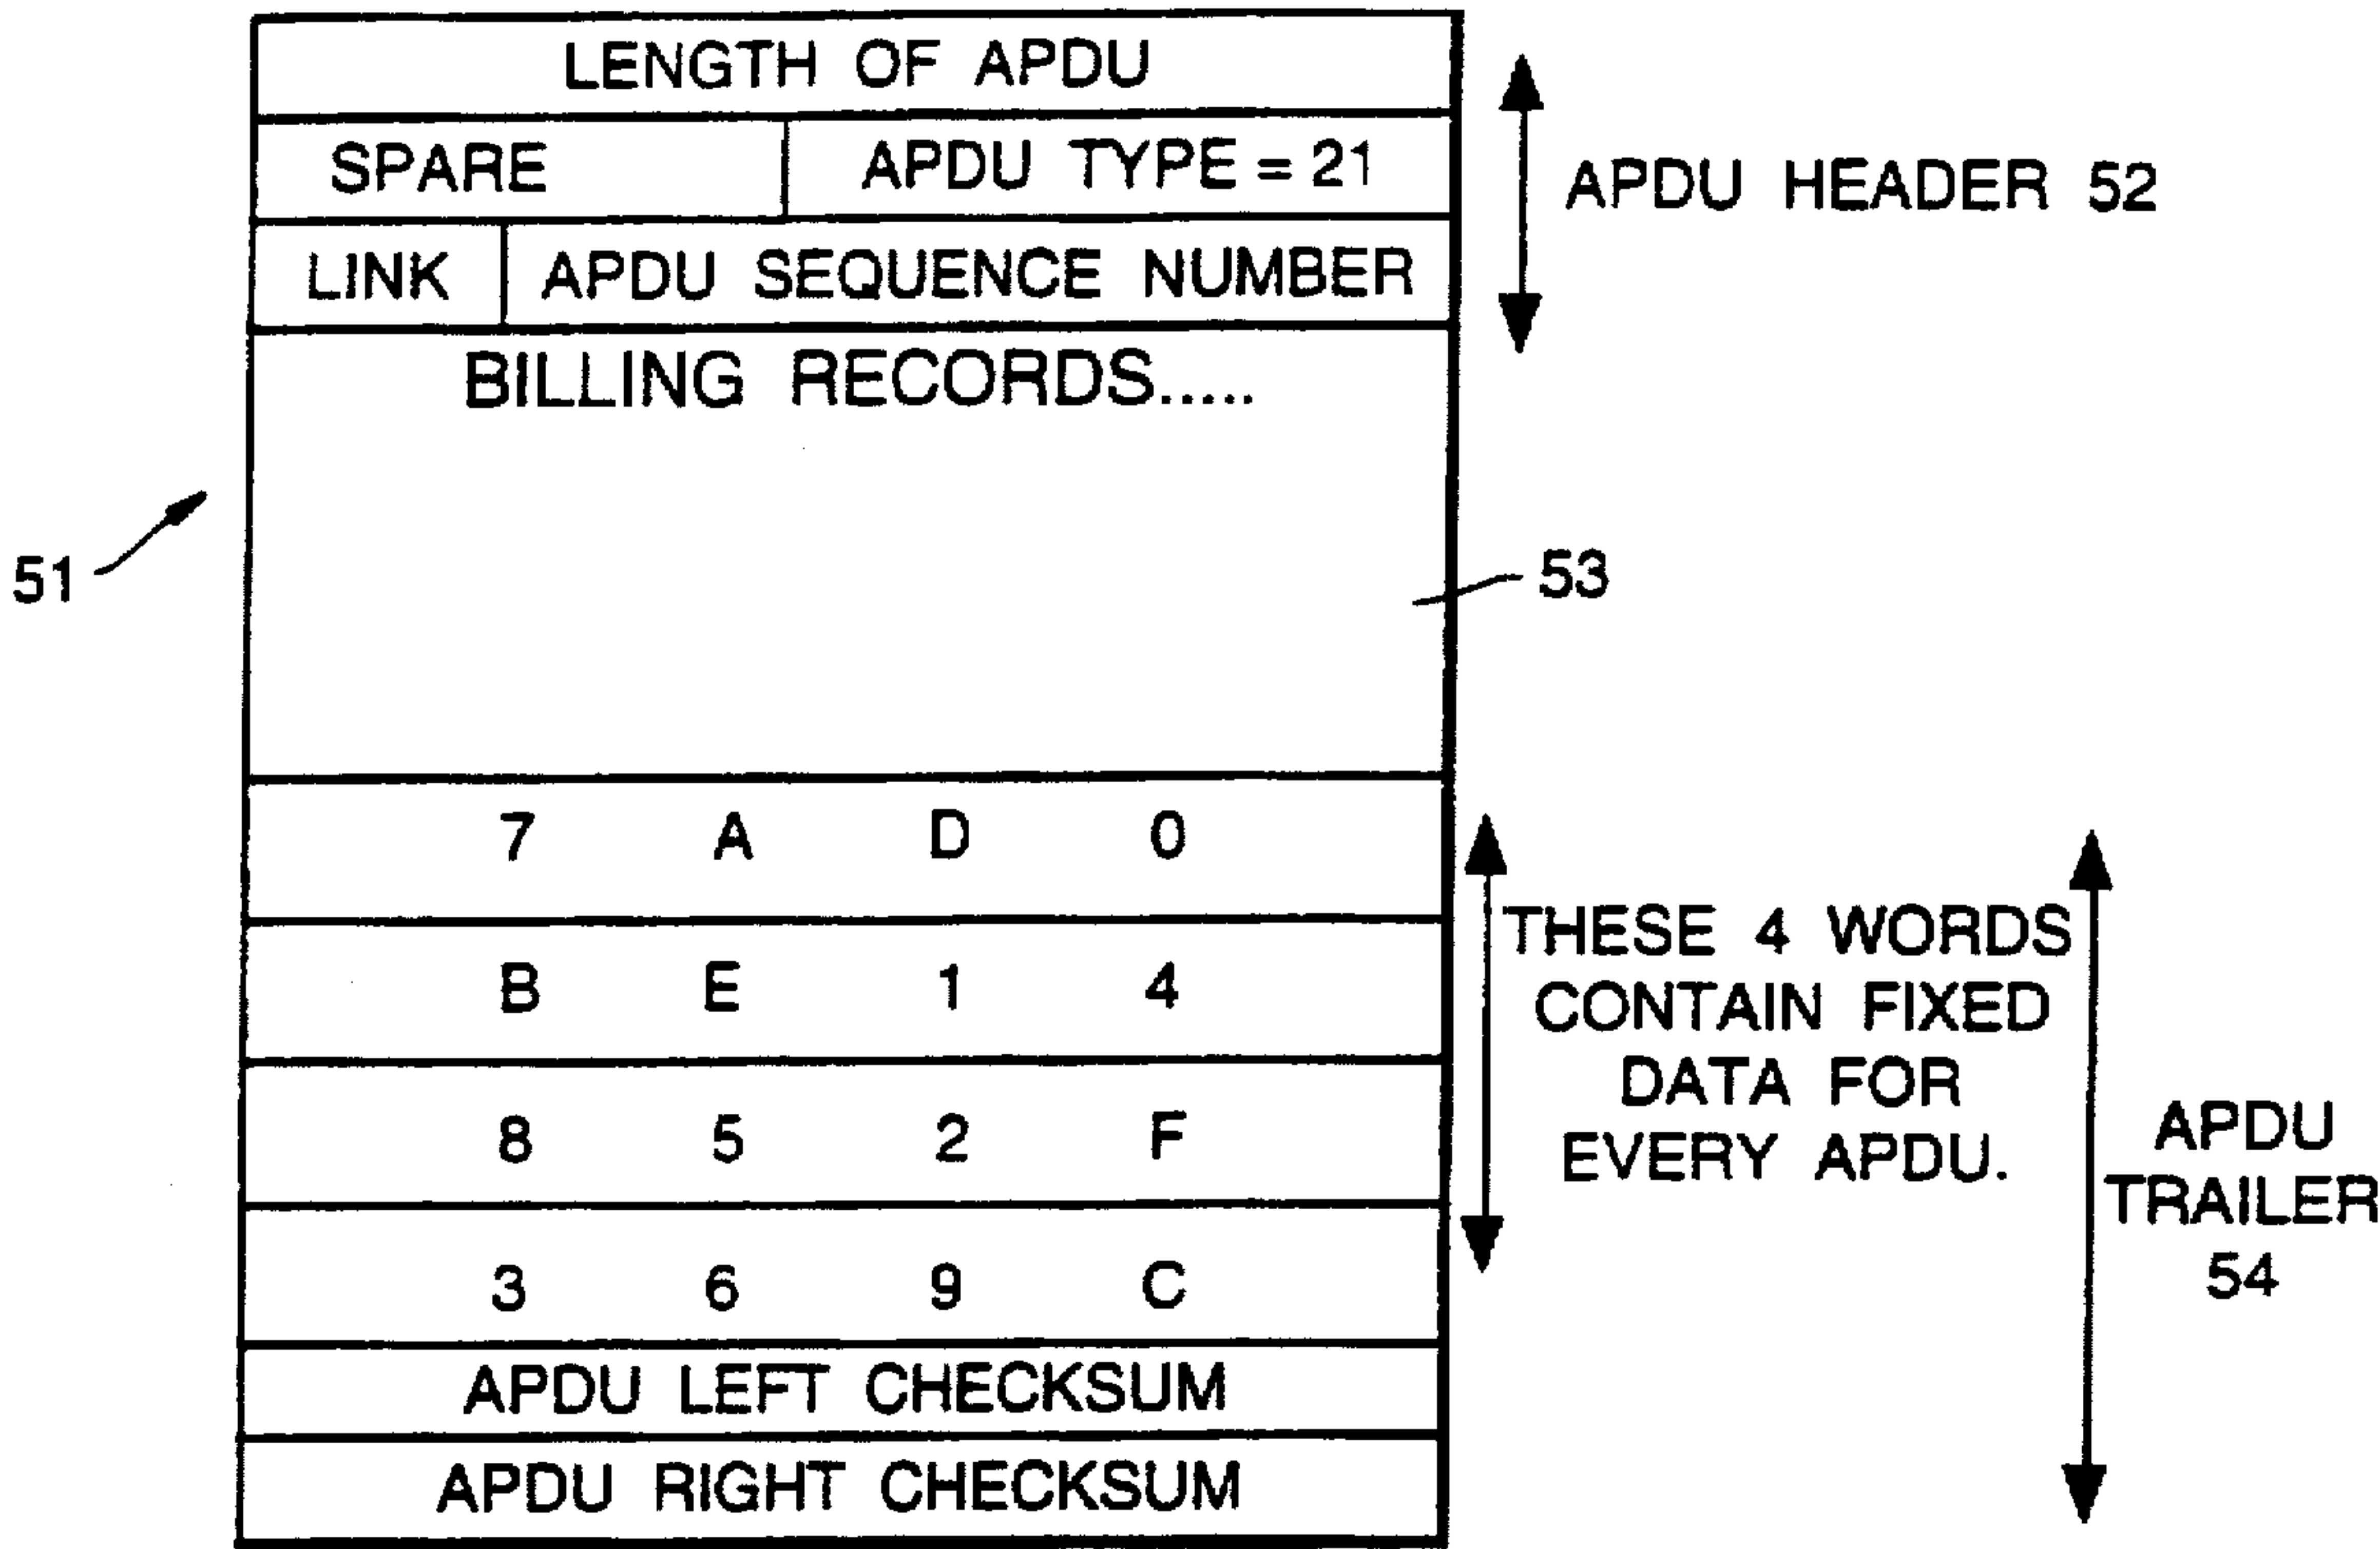 LENGTH OF APDU
SPARE APDU TYPE = 21
LINK APDU SEQUENCE NUMBER
APDU HEADER 52
BILLING RECORDS.....
51
53
7 A D 0
B E 1 4
8 5 2 F
3 6 9 C
THESE 4 WORDS
CONTAIN FIXED
DATA FOR
EVERY APDU.
APDU
TRAILER
54
APDU LEFT CHECKSUM
APDU RIGHT CHECKSUM